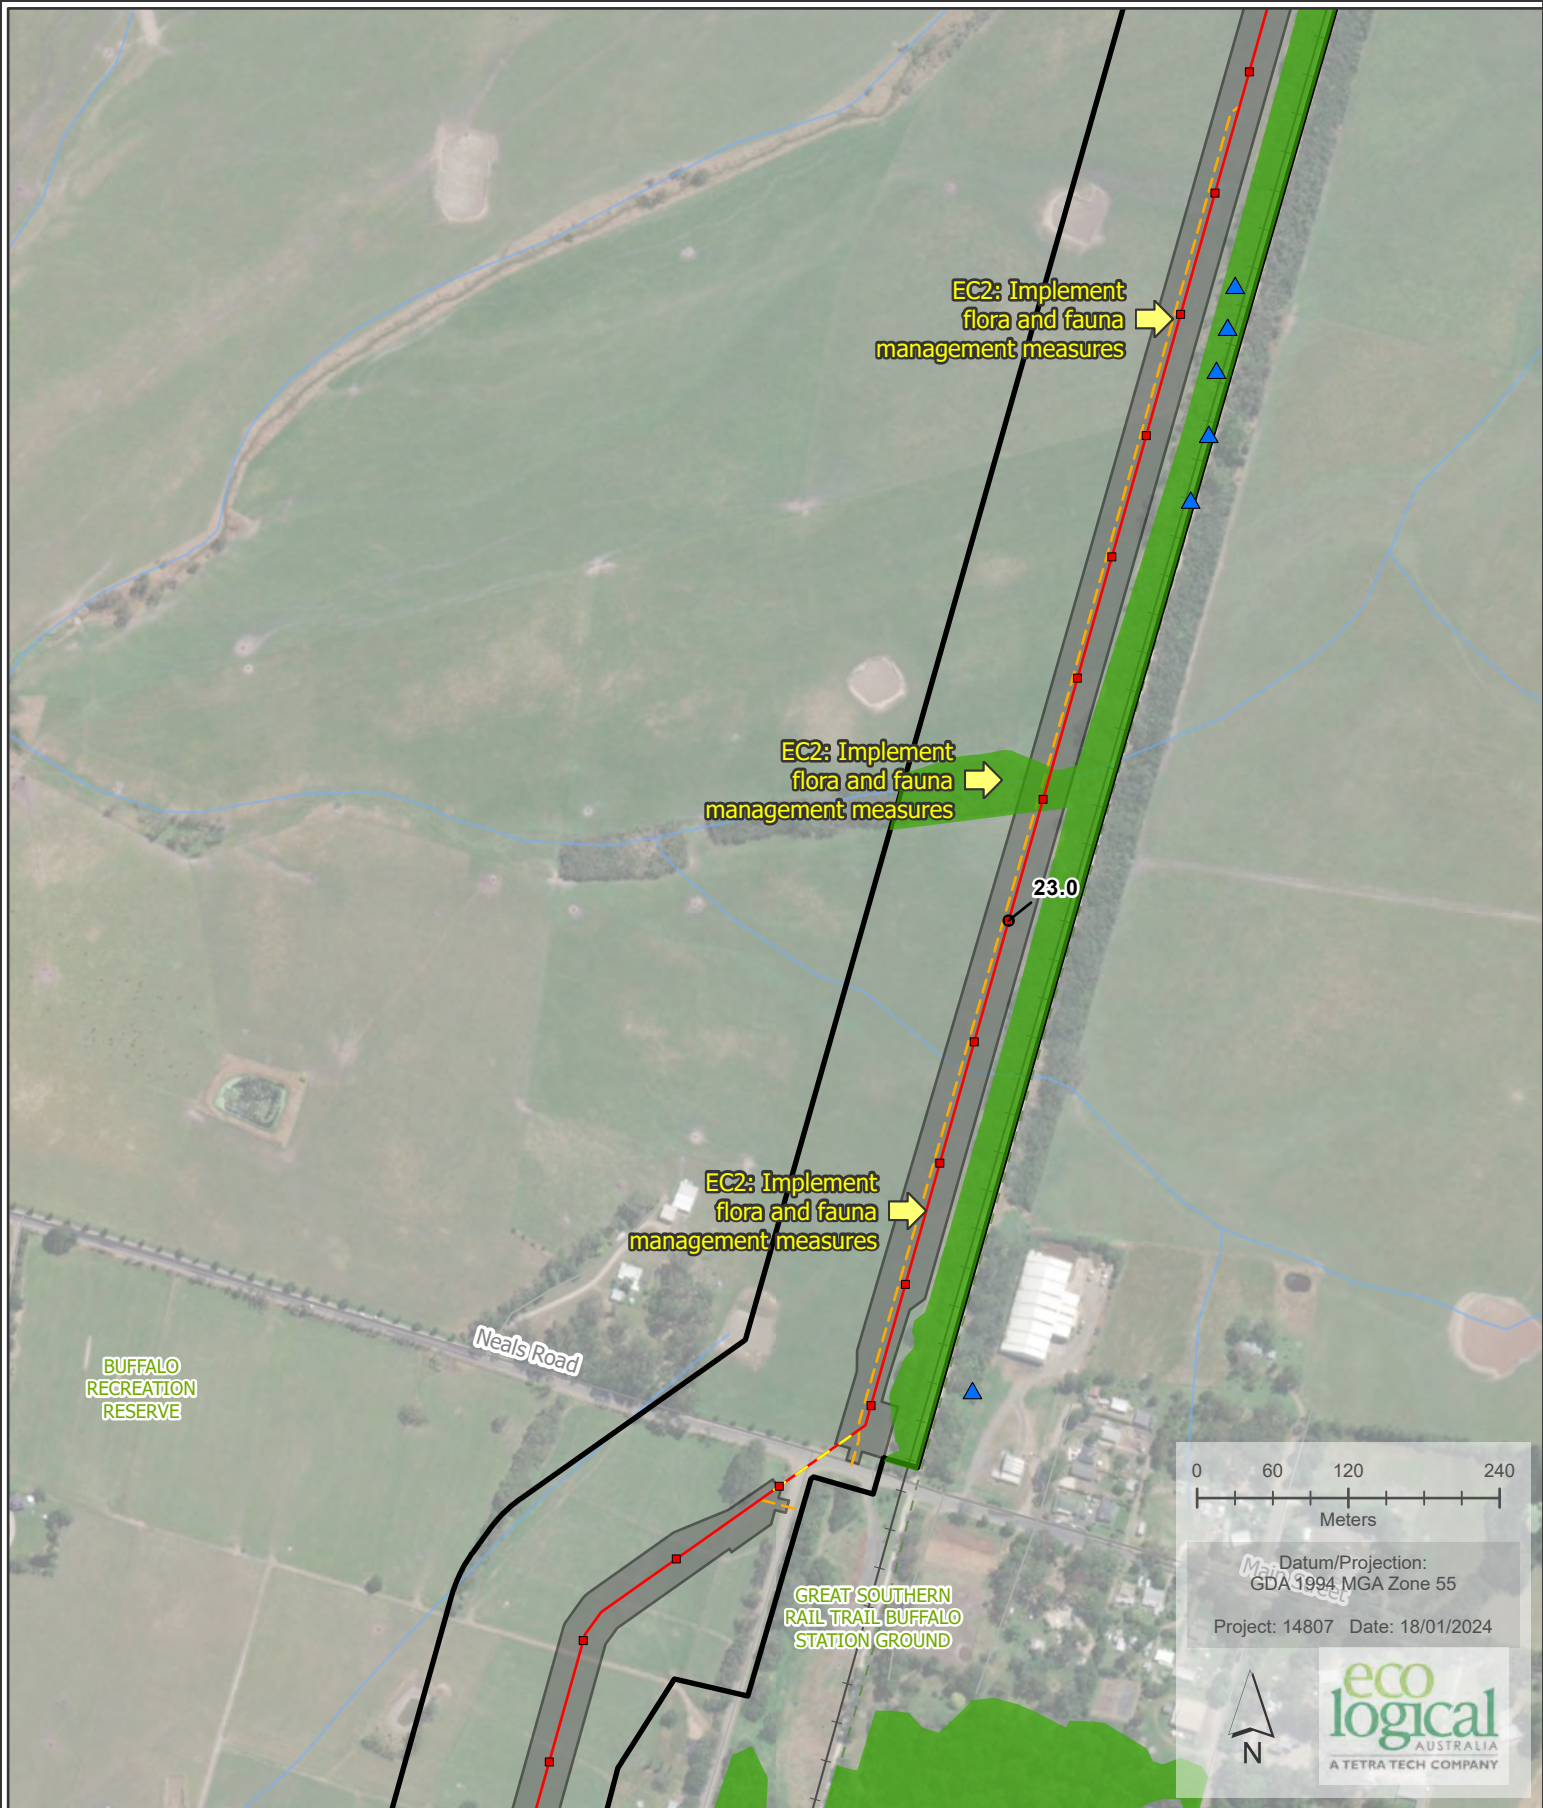 EC2: Implement
flora and fauna
management measures
EC2: Implement
flora and fauna
management measures
23.0
EC2: Implement
flora and fauna
management measures
Neals Road
BUFFALO
RECREATION
RESERVE
GREAT SOUTHERN
RAIL TRAIL BUFFALO
STATION GROUND
0 60 120 240
Meters
Main Street
Datum/Projection:
GDA 1994 MGA Zone 55
Project: 14807 Date: 18/01/2024
N
eco
logical
AUSTRALIA
A TETRA TECH COMPANY